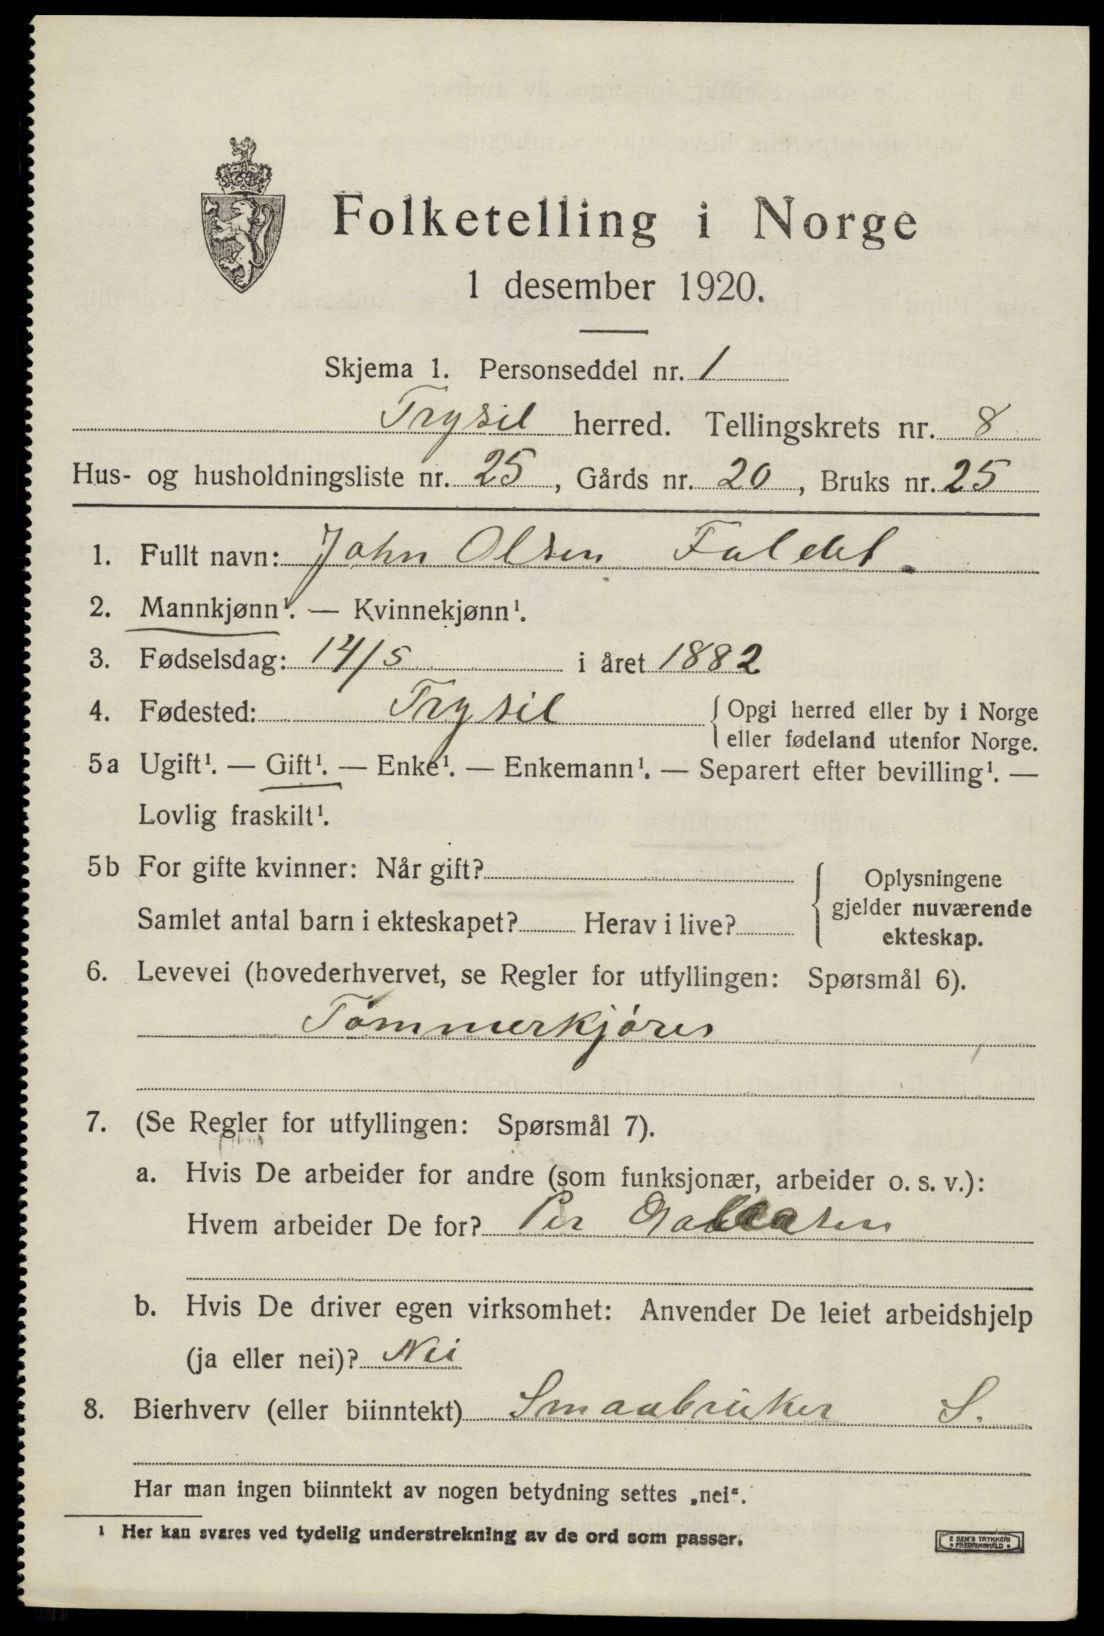 Folketelling i Norge
1 desember 1920.
Skjema 1. Personseddel nr. 1
Trysil herred. Tellingskrets nr. 8
Hus- og husholdningsliste nr. 25, Gårds nr. 20, Bruks nr. 25
1. Fullt navn: John Olsen Faldet
2. Mannkjønn¹. — Kvinnekjønn¹.
3. Fødselsdag: 14/5 i året 1882
4. Fødested: Trysil { Opgi herred eller by i Norge
eller fødeland utenfor Norge.
5a Ugift¹. — Gift¹. — Enke¹. — Enkemann¹. — Separert efter bevilling¹. —
Lovlig fraskilt¹.
5b For gifte kvinner: Når gift?
Samlet antal barn i ekteskapet? Herav i live?
Oplysningene
gjelder nuværende
ekteskap.
6. Levevei (hovederhvervet, se Regler for utfyllingen: Spørsmål 6).
Tømmerkjører
7. (Se Regler for utfyllingen: Spørsmål 7).
a. Hvis De arbeider for andre (som funksjonær, arbeider o. s. v.):
Hvem arbeider De for? Per
b. Hvis De driver egen virksomhet: Anvender De leiet arbeidshjelp
(ja eller nei)? Nei
8. Bierhverv (eller biinntekt) Smaabruker S.
Har man ingen biinntekt av nogen betydning settes „nei“.
¹ Her kan svares ved tydelig understrekning av de ord som passer.